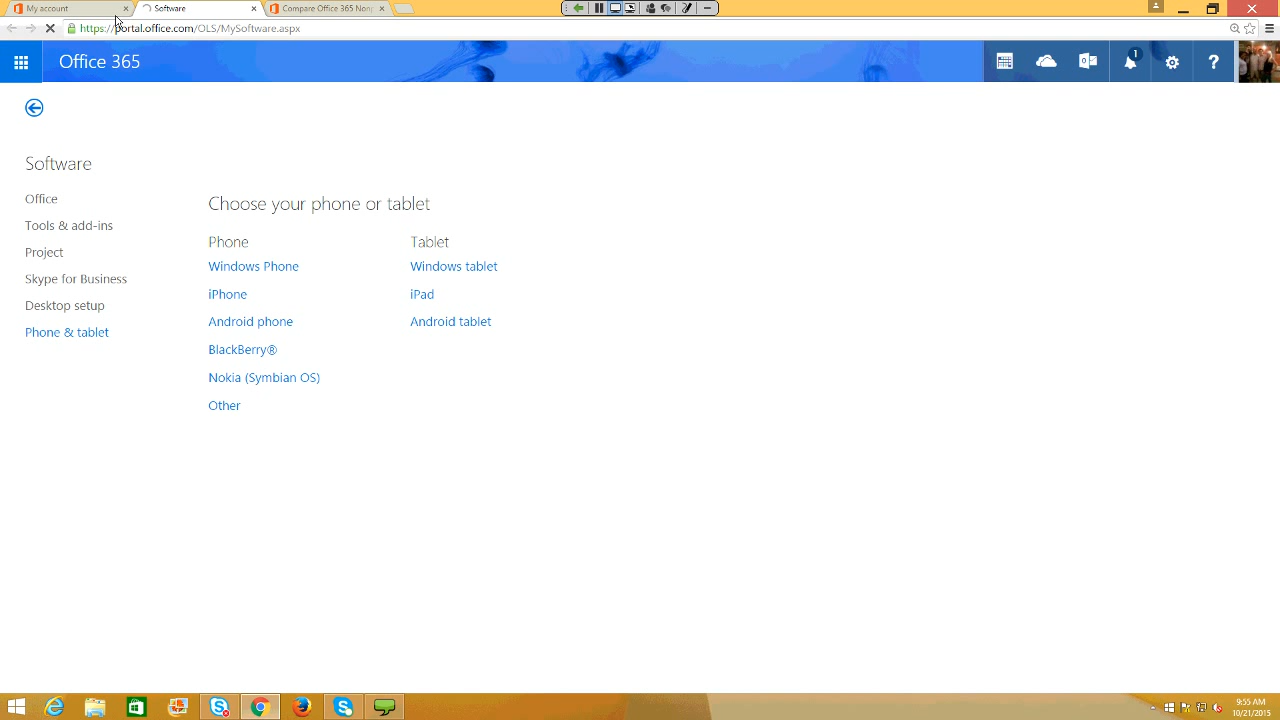 My account
Software
Compare Office 365 Nonp
https://portal.office.com/OLS/MySoftware.aspx
Office 365
1
?
Software
Office
Tools & add-ins
Project
Skype for Business
Desktop setup
Phone & tablet
Choose your phone or tablet
Phone
Windows Phone
iPhone
Android phone
BlackBerry®
Nokia (Symbian OS)
Other
Tablet
Windows tablet
iPad
Android tablet
9:55 AM
10/21/2015